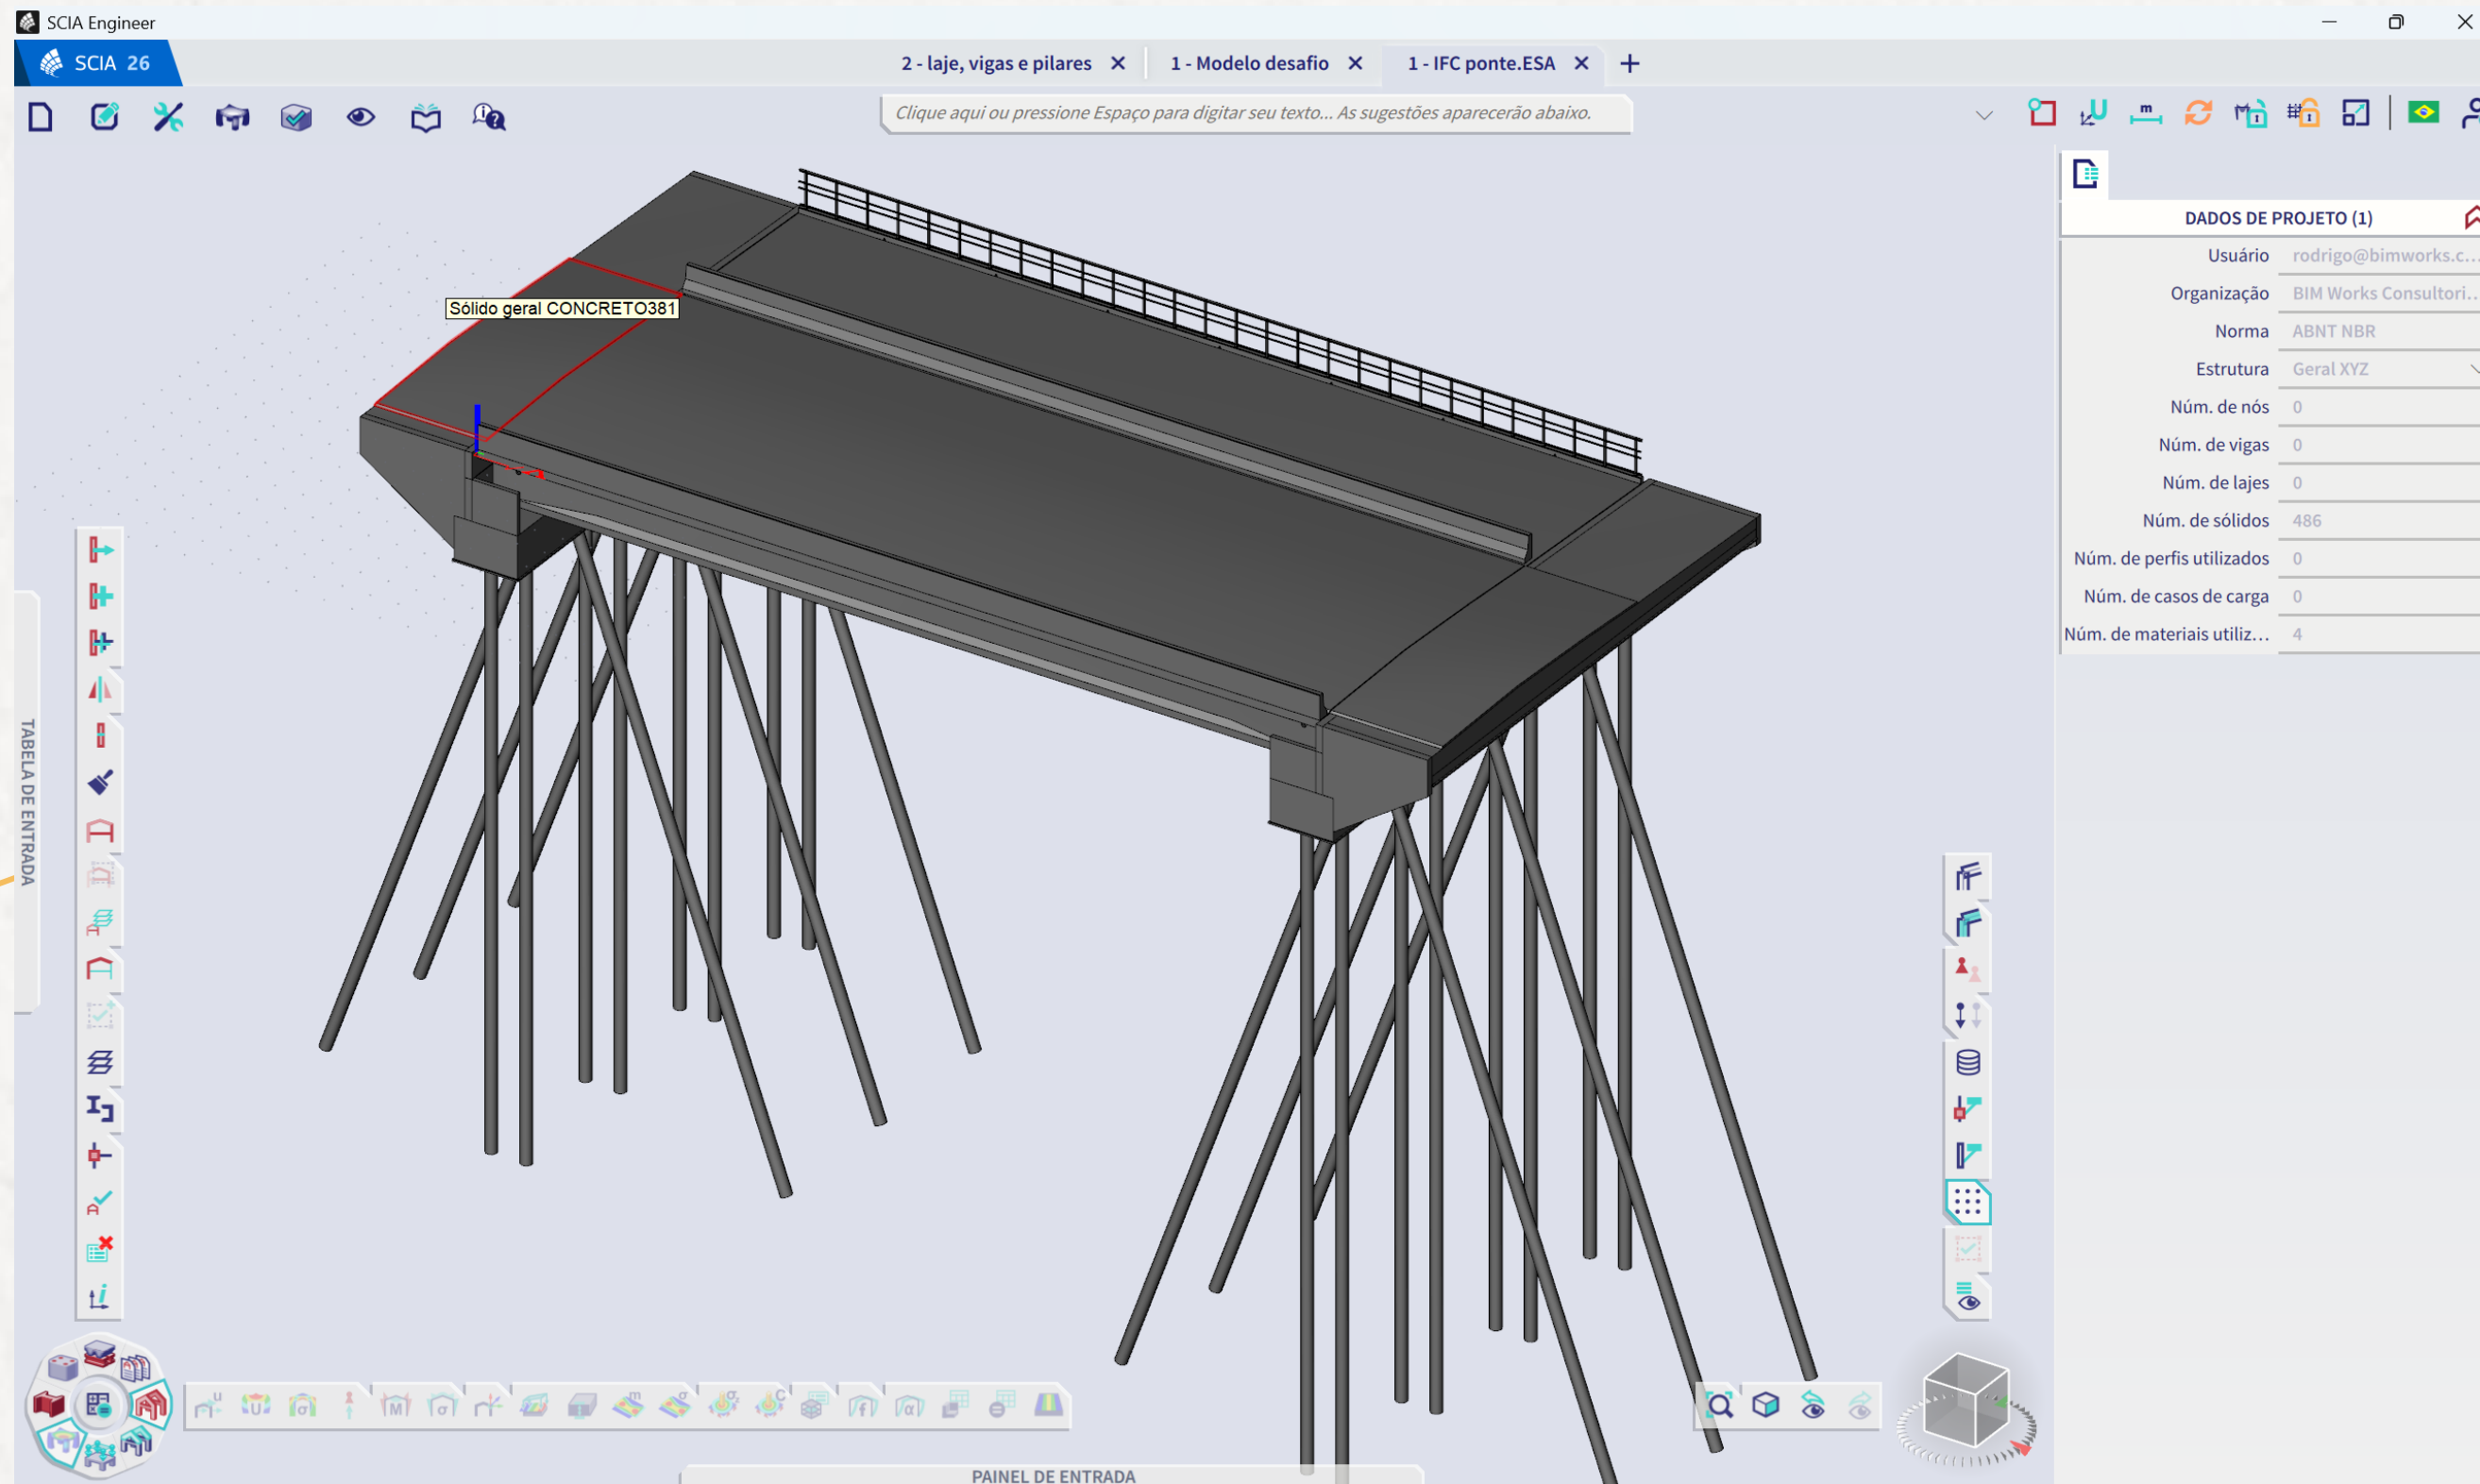 SCIA Engineer
SCIA 26
2 - laje, vigas e pilares
1 - Modelo desafio
1 - IFC ponte.ESA
Clique aqui ou pressione Espaço para digitar seu texto... As sugestões aparecerão abaixo.
DADOS DE PROJETO (1)
Usuário rodrigo@bimworks.c...
Organização BIM Works Consultori...
Norma ABNT NBR
Estrutura Geral XYZ
Núm. de nós 0
Núm. de vigas 0
Núm. de lajes 0
Núm. de sólidos 486
Núm. de perfis utilizados 0
Núm. de casos de carga 0
Núm. de materiais utiliz... 4
Sólido geral CONCRETO381
TABELA DE ENTRADA
PAINEL DE ENTRADA